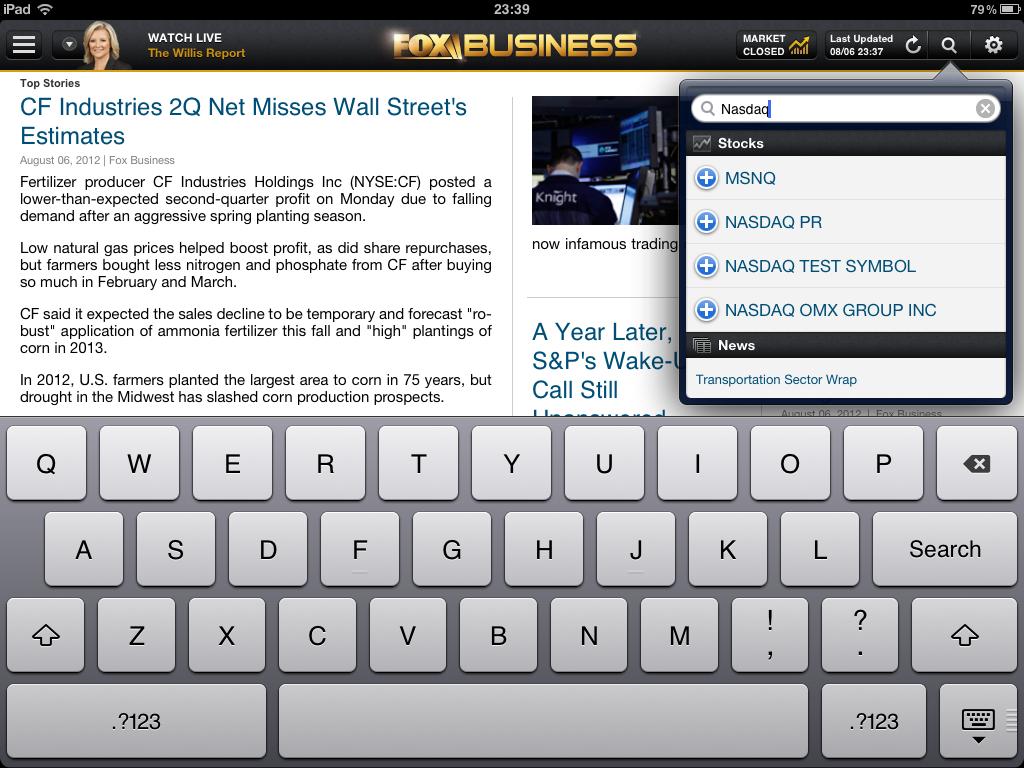 iPad
23:39
79%
WATCH LIVE
The Willis Report
FOX BUSINESS
MARKET
CLOSED
Last Updated
08/06 23:37
Top Stories
CF Industries 2Q Net Misses Wall Street's
Estimates
August 06, 2012 | Fox Business
Fertilizer producer CF Industries Holdings Inc (NYSE:CF) posted a
lower-than-expected second-quarter profit on Monday due to falling
demand after an aggressive spring planting season.
Low natural gas prices helped boost profit, as did share repurchases,
but farmers bought less nitrogen and phosphate from CF after buying
so much in February and March.
CF said it expected the sales decline to be temporary and forecast "ro-
bust" application of ammonia fertilizer this fall and "high" plantings of
corn in 2013.
In 2012, U.S. farmers planted the largest area to corn in 75 years, but
drought in the Midwest has slashed corn production prospects.
Knight
now infamous trading
A Year Later,
S&P's Wake-U
Call Still
Unanswered
Nasdaq
Stocks
MSNQ
NASDAQ PR
NASDAQ TEST SYMBOL
NASDAQ OMX GROUP INC
News
Transportation Sector Wrap
August 06, 2012 | Fox Business
Q W E R T Y U I O P
A S D F G H J K L Search
Z X C V B N M ! , ? .
.?123 .?123